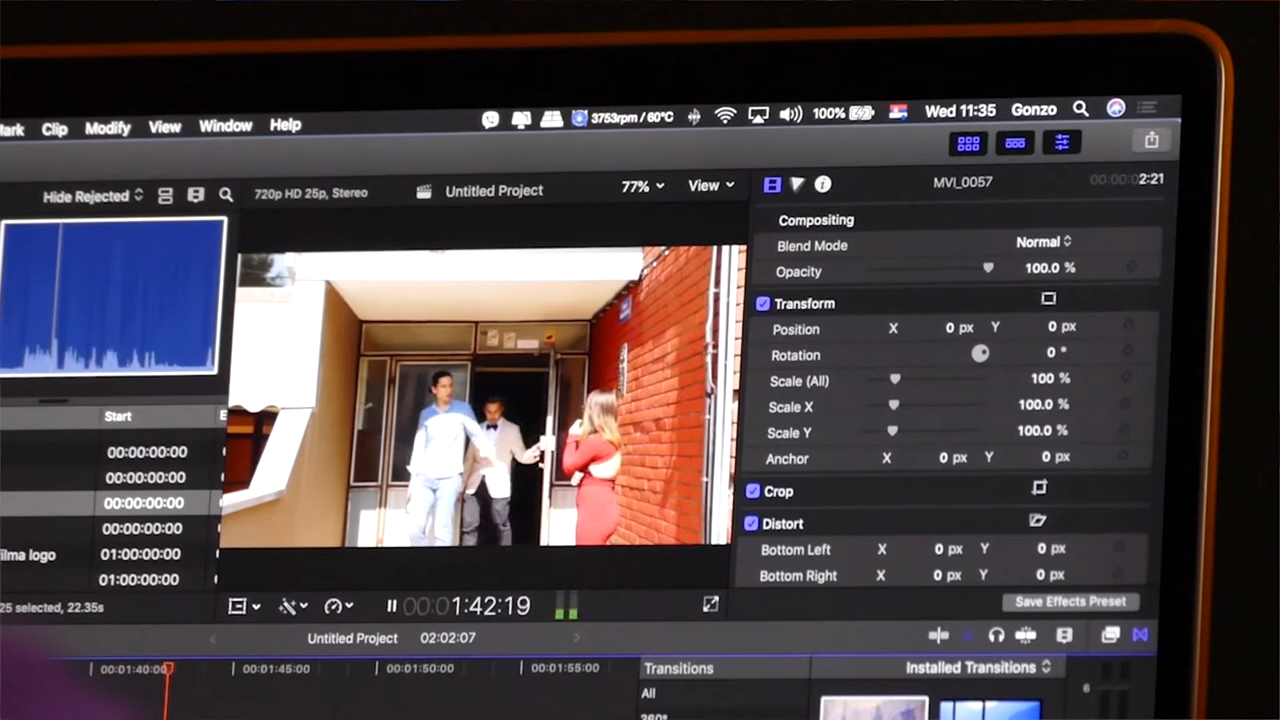 Clip Modify View Window Help 3753rpm / 60°C 100% Wed 11:35 Gonzo
Hide Rejected 720p HD 25p, Stereo Untitled Project 77% View MVI_0057 00:00:02:21
Compositing
Blend Mode Normal
Opacity 100.0 %
Transform
Position X 0 px Y 0 px
Rotation 0 °
Scale (All) 100 %
Scale X 100.0 %
Scale Y 100.0 %
Anchor X 0 px Y 0 px
Crop
Distort
Bottom Left X 0 px Y 0 px
Bottom Right X 0 px Y 0 px
Save Effects Preset
Start
00:00:00:00
00:00:00:00
00:00:00:00
00:00:00:00
ilma logo 01:00:00:00
01:00:00:00
25 selected, 22.35s
00:01:42:19
Untitled Project 02:02:07
00:01:40:00 00:01:45:00 00:01:50:00 00:01:55:00
Transitions Installed Transitions
All
360°
6